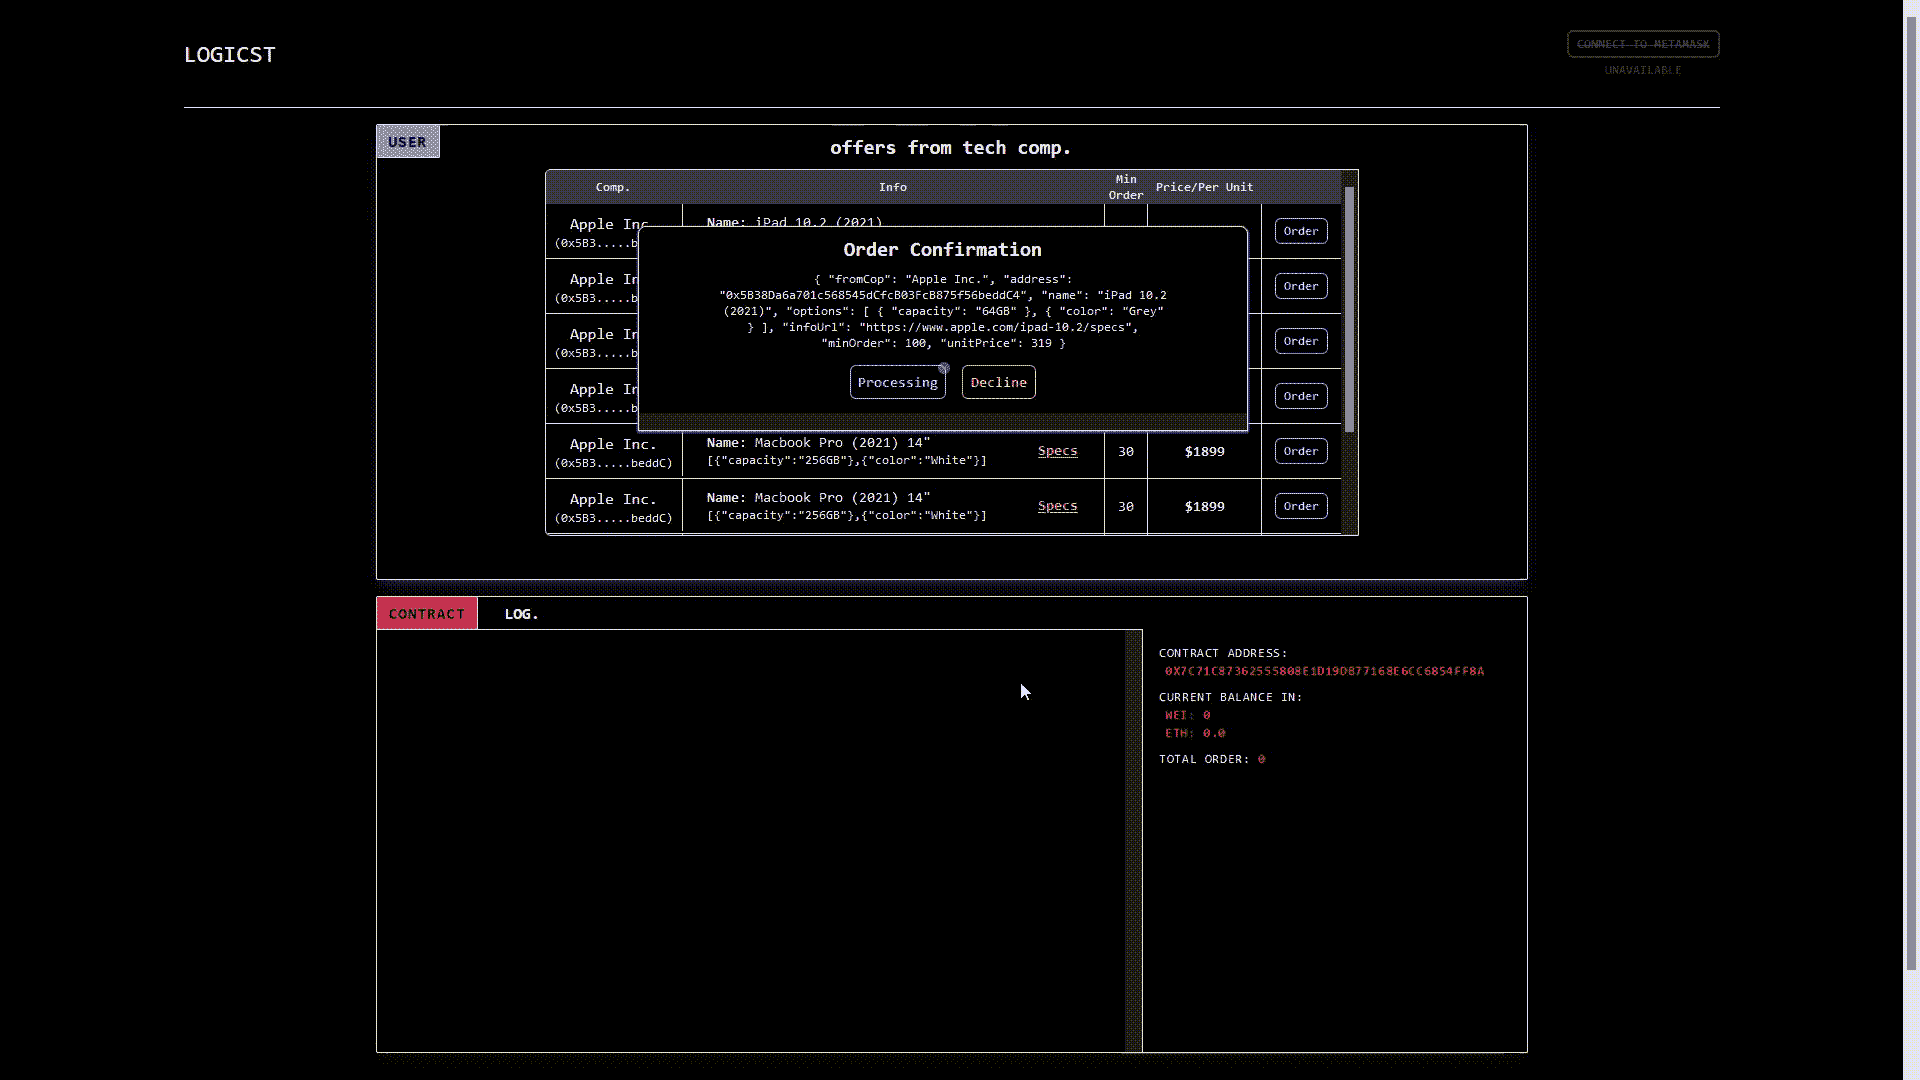 LOGICST
CONNECT TO METAMASK
UNAVAILABLE
USER
offers from tech comp.
Comp. Info Min Order Price/Per Unit
Apple Inc. Name: iPad 10.2 (2021) Order
(0x5B3.....b
Order Confirmation
{ "fromCop": "Apple Inc.", "address":
"0x5B38Da6a701c568545dCfcB03FcB875f56beddC4", "name": "iPad 10.2
(2021)", "options": [ { "capacity": "64GB" }, { "color": "Grey"
} ], "infoUrl": "https://www.apple.com/ipad-10.2/specs",
"minOrder": 100, "unitPrice": 319 }
Processing Decline
Apple In Order
(0x5B3.....b
Apple In Order
(0x5B3.....b
Apple In Order
(0x5B3.....b
Apple Inc. Name: Macbook Pro (2021) 14" Specs 30 $1899 Order
(0x5B3.....beddC) [{"capacity":"256GB"},{"color":"White"}]
Apple Inc. Name: Macbook Pro (2021) 14" Specs 30 $1899 Order
(0x5B3.....beddC) [{"capacity":"256GB"},{"color":"White"}]
CONTRACT LOG.
CONTRACT ADDRESS:
0X7C71C87362555808E1D19D877168E6CC6854FF8A
CURRENT BALANCE IN:
WEI: 0
ETH: 0.0
TOTAL ORDER: 0